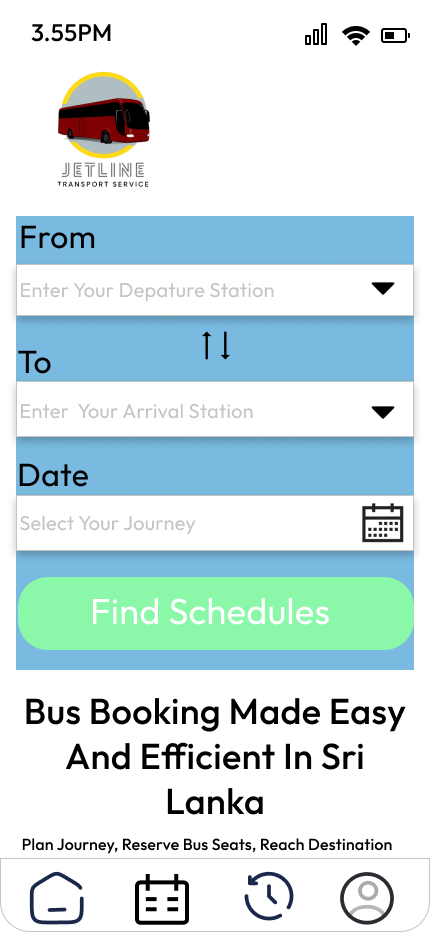 3.55PM
JETLINE
TRANSPORT SERVICE
From
Enter Your Depature Station
To
Enter Your Arrival Station
Date
Select Your Journey
Find Schedules
Bus Booking Made Easy
And Efficient In Sri
Lanka
Plan Journey, Reserve Bus Seats, Reach Destination